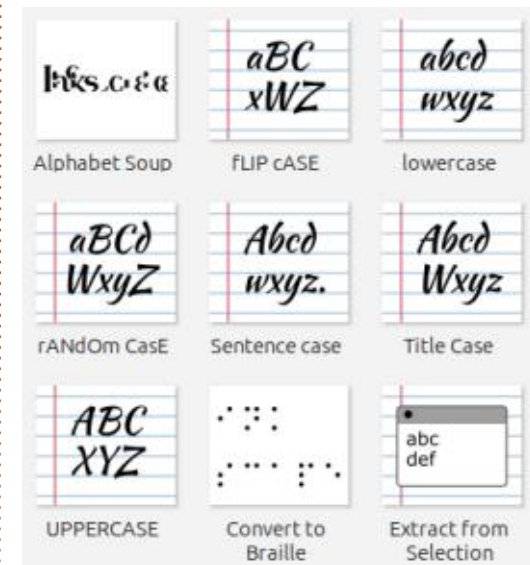 aBC
xWZ
abcd
wxyz
Alphabet Soup
fLIP cASE
lowercase
aBCd
WxyZ
Abcd
wxyz.
Abcd
Wxyz
rANdOm CasE
Sentence case
Title Case
ABC
XYZ
abc
def
UPPERCASE
Convert to
Braille
Extract from
Selection